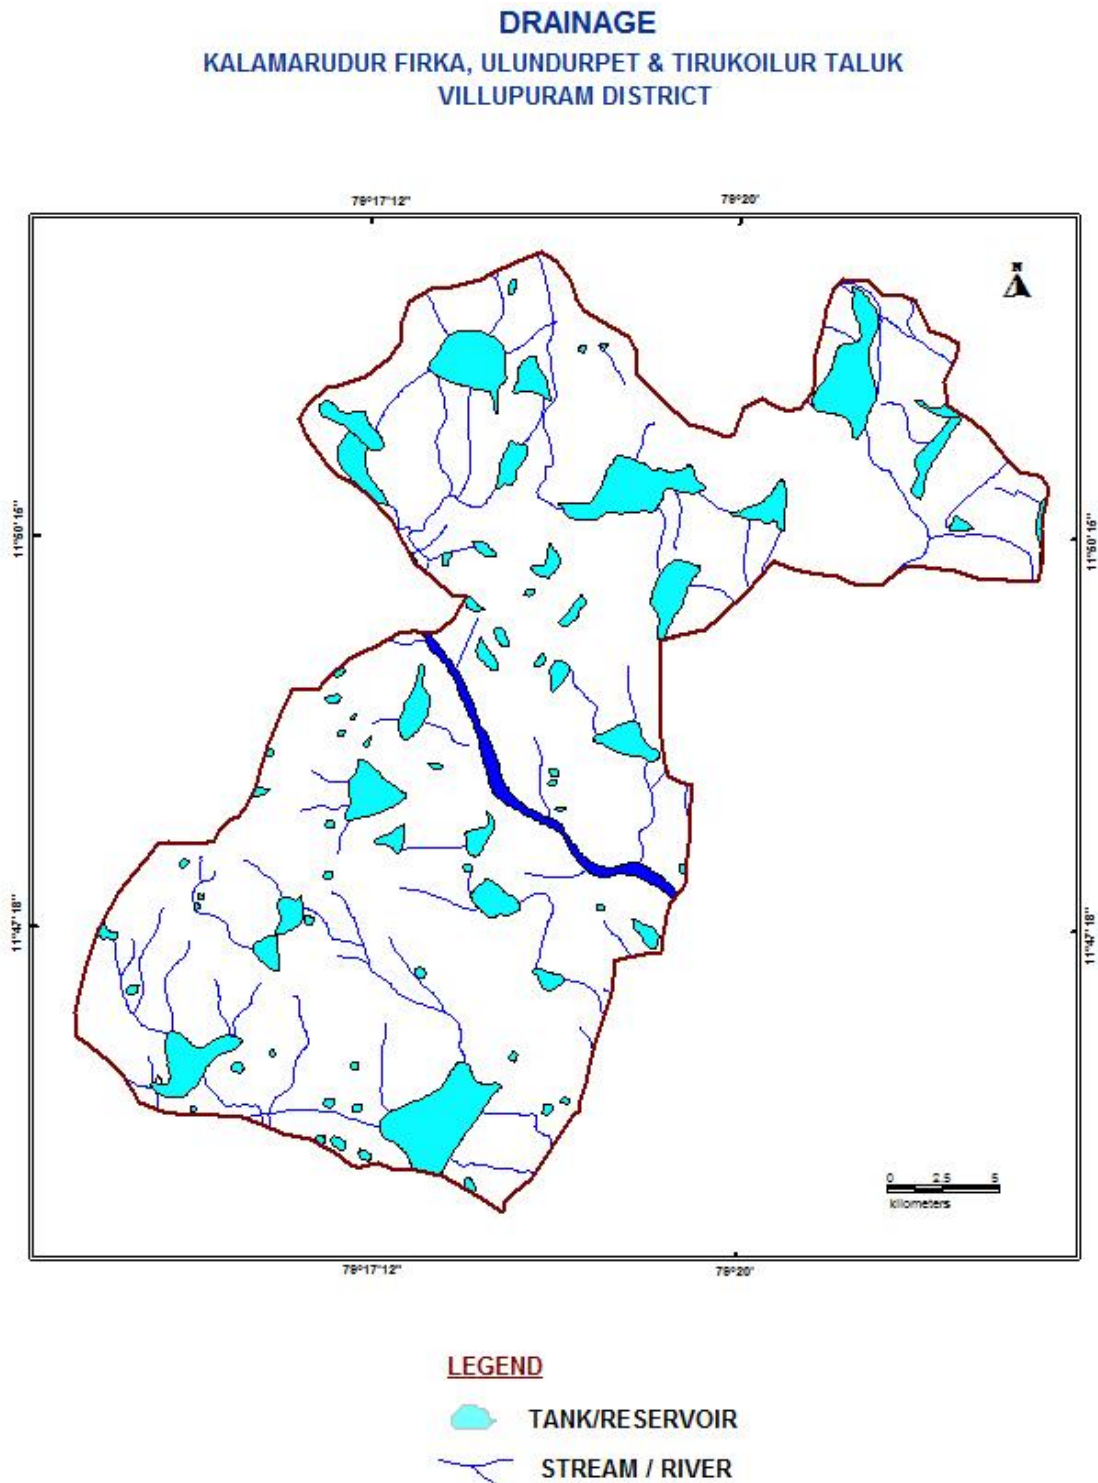 DRAINAGE
KALAMARUDUR FIRKA, ULUNDURPET & TIRUKOILUR TALUK
VILLUPURAM DISTRICT
79°17'12" 79°20'
N
11°50'16" 11°50'16"
11°47'18" 11°47'18"
0 2.5 5
kilometers
79°17'12" 79°20'
LEGEND
TANK/RESERVOIR
STREAM / RIVER